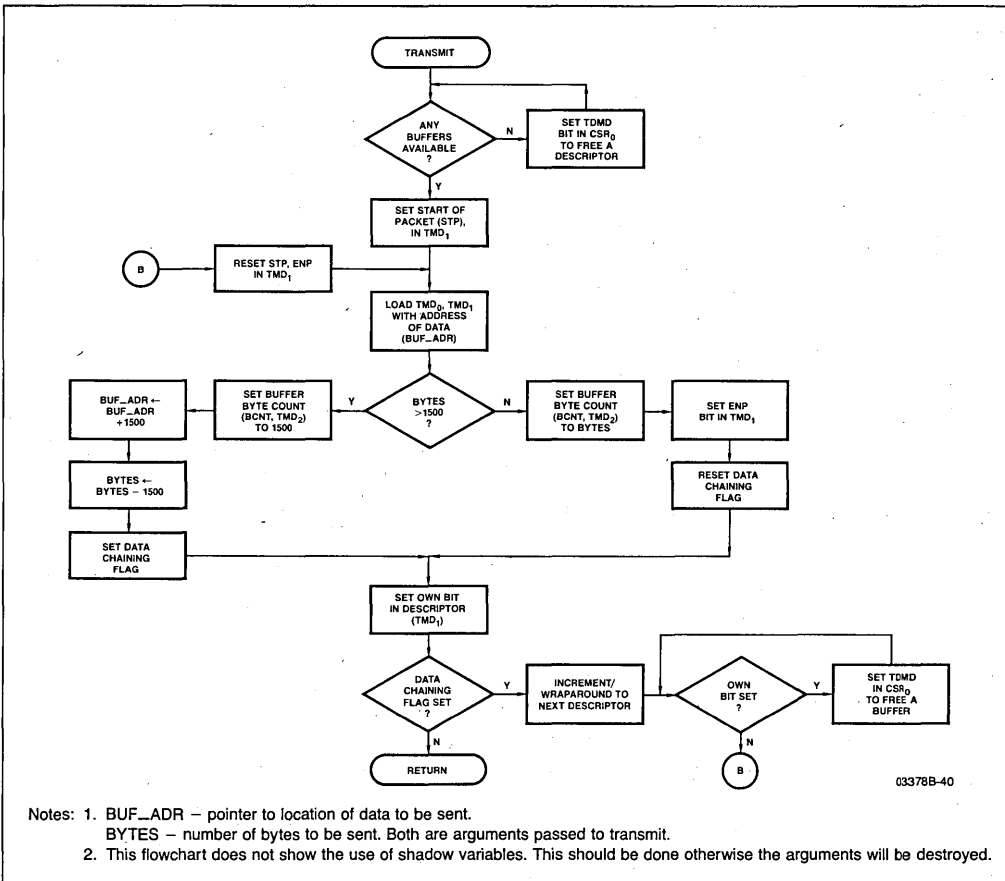 TRANSMIT
ANY
BUFFERS
AVAILABLE
?
N
SET TDMD
BIT IN CSR₀
TO FREE A
DESCRIPTOR
Y
SET START OF
PACKET (STP),
IN TMD₁
B
RESET STP, ENP
IN TMD₁
LOAD TMD₀, TMD₁
WITH ADDRESS
OF DATA
(BUF_ADR)
BYTES
>1500
?
Y
SET BUFFER
BYTE COUNT
(BCNT, TMD₂)
TO 1500
BUF_ADR ←
BUF_ADR
+1500
BYTES ←
BYTES – 1500
SET DATA
CHAINING
FLAG
N
SET BUFFER
BYTE COUNT
(BCNT, TMD₂)
TO BYTES
SET ENP
BIT IN TMD₁
RESET DATA
CHAINING
FLAG
SET OWN BIT
IN DESCRIPTOR
(TMD₁)
DATA
CHAINING
FLAG SET
?
Y
INCREMENT/
WRAPAROUND TO
NEXT DESCRIPTOR
OWN
BIT SET
?
Y
SET TDMD
IN CSR₀
TO FREE A
BUFFER
N
RETURN
N
B
03378B-40
Notes: 1. BUF_ADR – pointer to location of data to be sent.
BYTES – number of bytes to be sent. Both are arguments passed to transmit.
2. This flowchart does not show the use of shadow variables. This should be done otherwise the arguments will be destroyed.